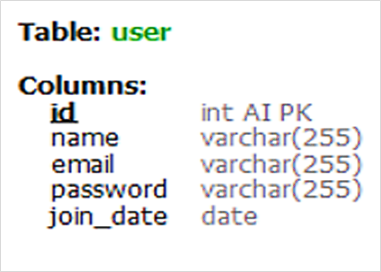 Table: user
Columns:
id int AI PK
name varchar(255)
email varchar(255)
password varchar(255)
join_date date